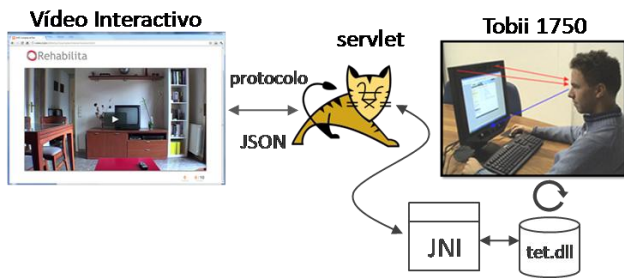 Vídeo Interactivo
Rehabilita
servlet
protocolo
JSON
Tobii 1750
JNI
tet.dll